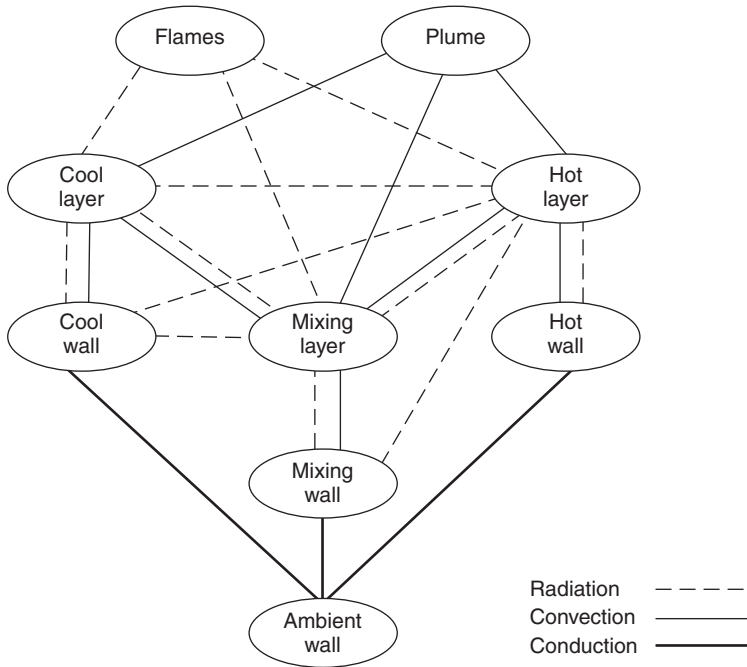 Flames
Plume
Cool
layer
Hot
layer
Cool
wall
Mixing
layer
Hot
wall
Mixing
wall
Ambient
wall
Radiation
Convection
Conduction